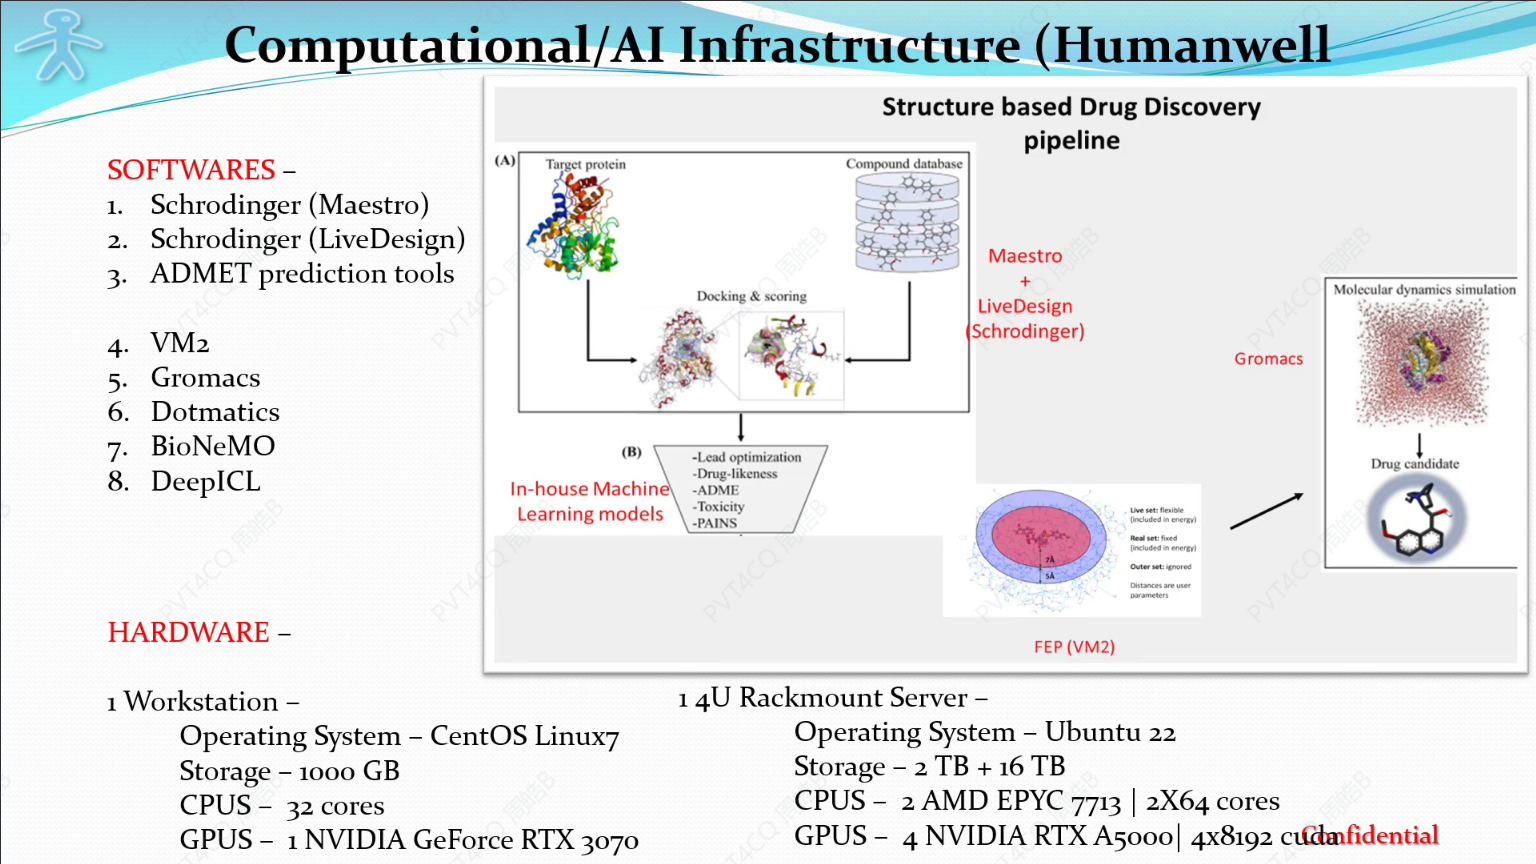 Computational/AI Infrastructure (Humanwell
SOFTWARES –
1. Schrodinger (Maestro)
2. Schrodinger (LiveDesign)
3. ADMET prediction tools
4. VM2
5. Gromacs
6. Dotmatics
7. BioNeMO
8. DeepICL
Structure based Drug Discovery
pipeline
(A)
Target protein
Compound database
Docking & scoring
Maestro
+
LiveDesign
(Schrodinger)
(B)
-Lead optimization
-Drug-likeness
-ADME
-Toxicity
-PAINS
In-house Machine
Learning models
7Å
5Å
Live set: flexible
(included in energy)
Real set: fixed
(included in energy)
Outer set: ignored
Distances are user
parameters
FEP (VM2)
Gromacs
Molecular dynamics simulation
Drug candidate
HARDWARE –
1 Workstation –
Operating System – CentOS Linux7
Storage – 1000 GB
CPUS – 32 cores
GPUS – 1 NVIDIA GeForce RTX 3070
1 4U Rackmount Server –
Operating System – Ubuntu 22
Storage – 2 TB + 16 TB
CPUS – 2 AMD EPYC 7713 | 2X64 cores
GPUS – 4 NVIDIA RTX A5000| 4x8192 cuda
Confidential
PVT4CQ 周皓B